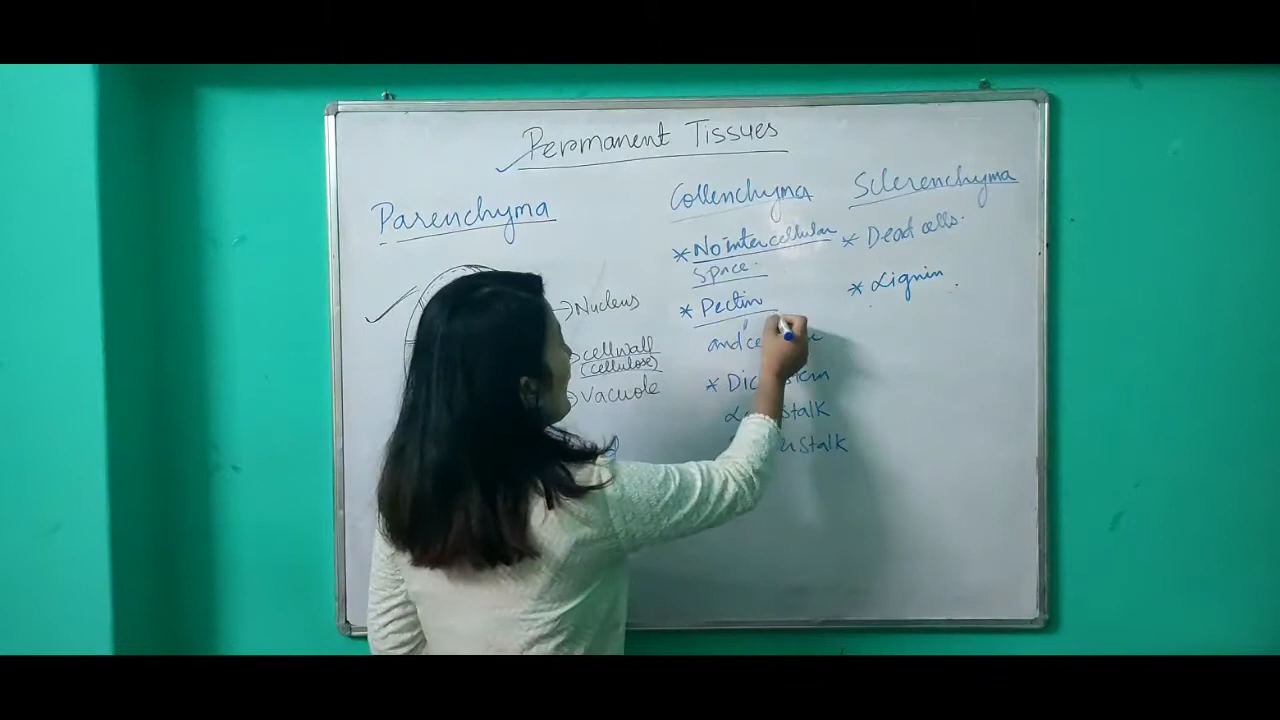 Permanent Tissues
Parenchyma
Nucleus
cellwall
(cellulose)
Vacuole
Collenchyma
* No intercellular
space.
* Pectin
and
*
stalk
stalk
Sclerenchyma
* Dead cells.
* Lignin